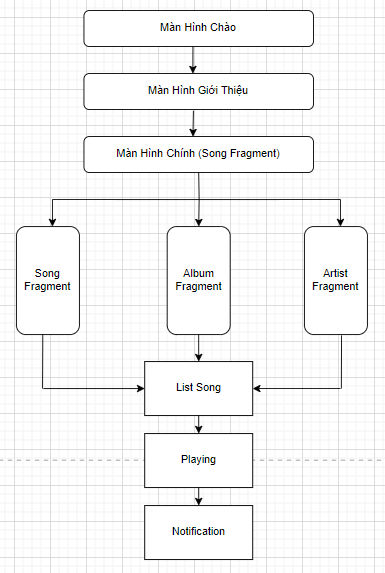 Màn Hình Chào
Màn Hình Giới Thiệu
Màn Hình Chính (Song Fragment)
Song
Fragment
Album
Fragment
Artist
Fragment
List Song
Playing
Notification